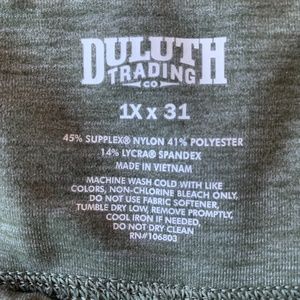 DULUTH
TRADING
CO
1X x 31
45% SUPLEX® NYLON 41% POLYESTER
14% LYCRA® SPANDEX
MADE IN VIETNAM
MACHINE WASH COLD WITH LIKE
COLORS, NON-CHLORINE BLEACH ONLY,
DO NOT USE FABRIC SOFTENER,
TUMBLE DRY LOW, REMOVE PROMPTLY,
COOL IRON IF NEEDED,
DO NOT DRY CLEAN
RN#106803